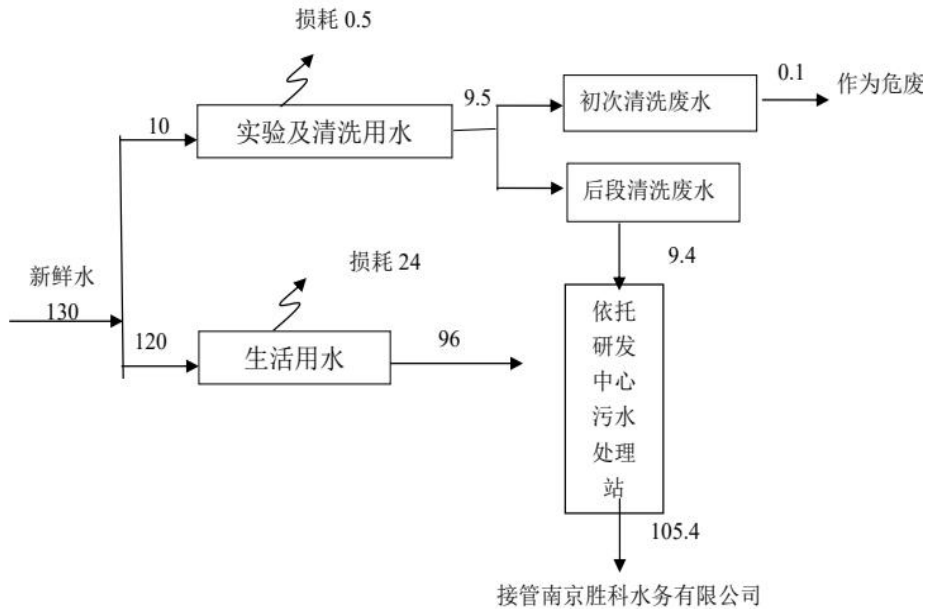 损耗 0.5
10
实验及清洗用水
9.5
初次清洗废水
0.1
作为危废
后段清洗废水
9.4
新鲜水
130
损耗 24
120
生活用水
96
依托
研发
中心
污水
处理
站
105.4
接管南京胜科水务有限公司